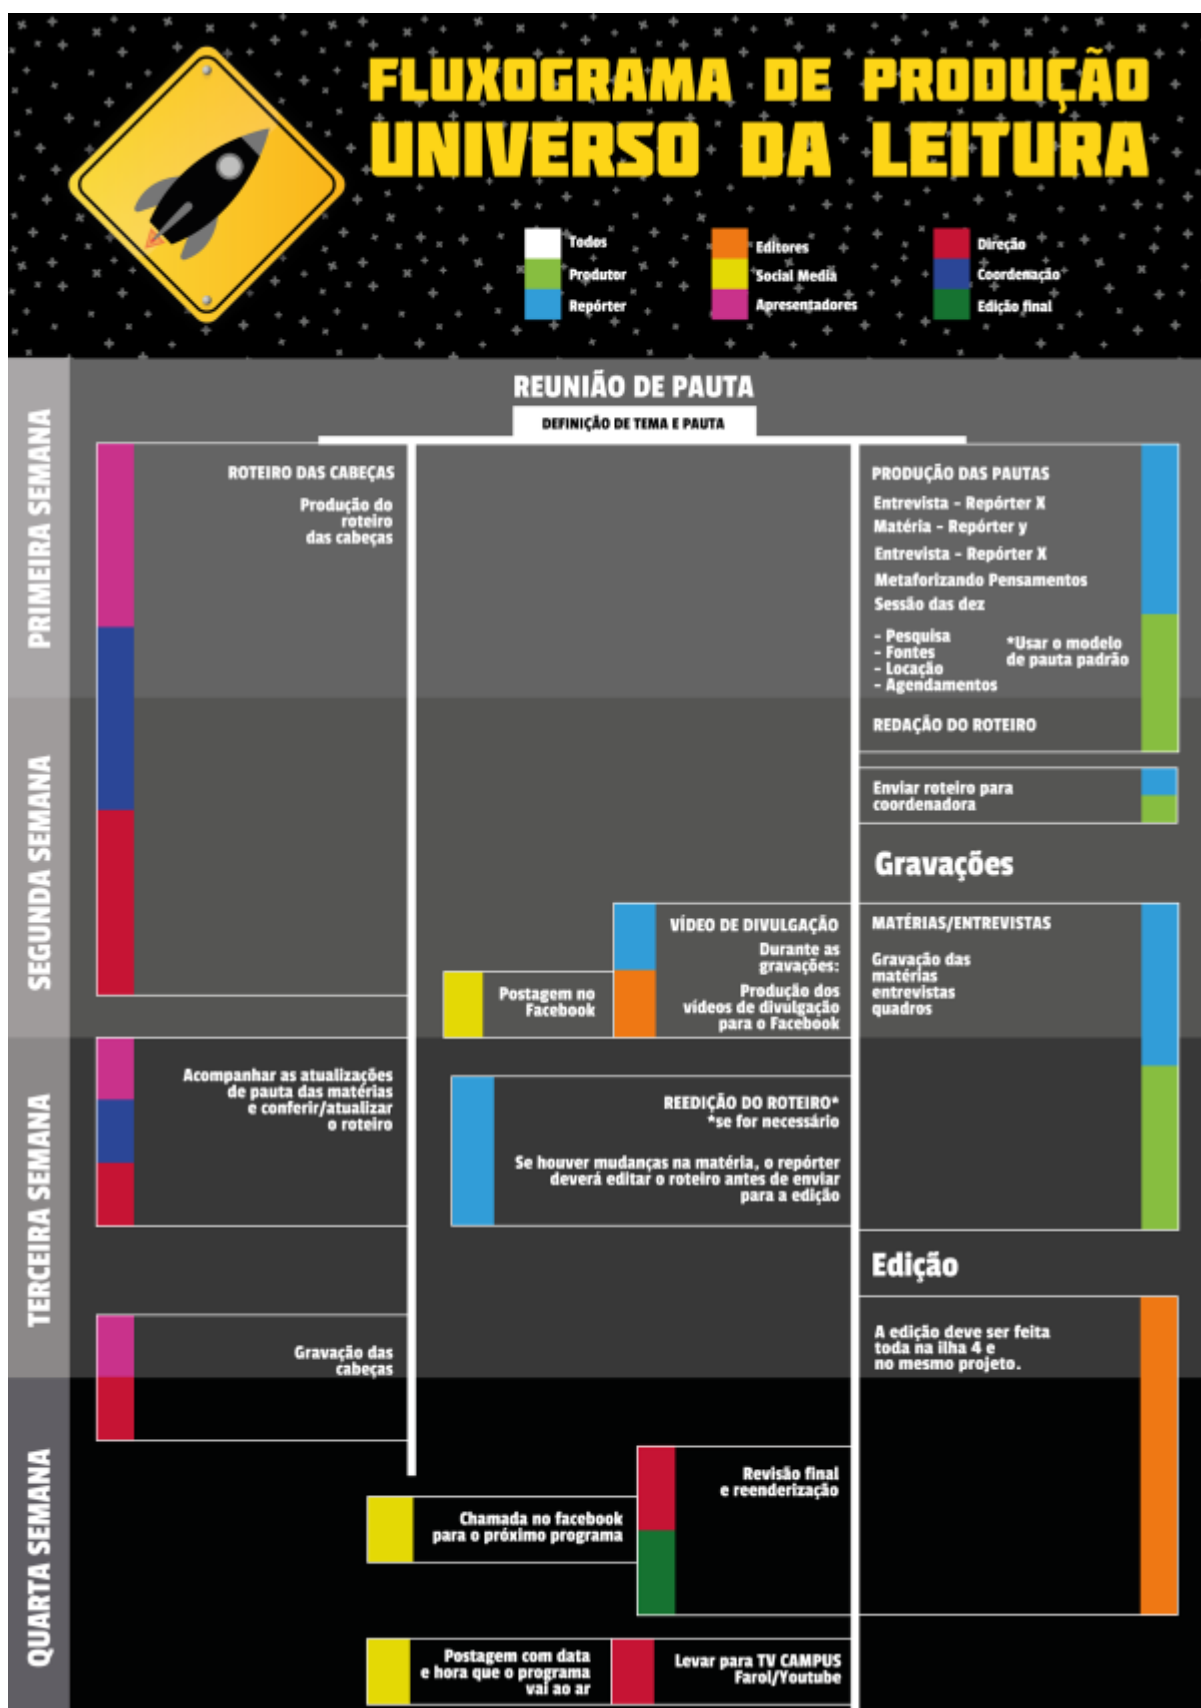 FLUXOGRAMA DE PRODUÇÃO
UNIVERSO DA LEITURA
Todos
Produtor
Repórter
Editores
Social Media
Apresentadores
Direção
Coordenação
Edição final
PRIMEIRA SEMANA
REUNIÃO DE PAUTA
DEFINIÇÃO DE TEMA E PAUTA
ROTEIRO DAS CABEÇAS
Produção do
roteiro
das cabeças
PRODUÇÃO DAS PAUTAS
Entrevista - Repórter X
Matéria - Repórter y
Entrevista - Repórter X
Metaforizando Pensamentos
Sessão das dez
- Pesquisa
- Fontes
- Locação
- Agendamentos
*Usar o modelo
de pauta padrão
SEGUNDA SEMANA
REDAÇÃO DO ROTEIRO
Enviar roteiro para
coordenadora
Gravações
VÍDEO DE DIVULGAÇÃO
Durante as
gravações:
Produção dos
vídeos de divulgação
para o Facebook
Postagem no
Facebook
MATÉRIAS/ENTREVISTAS
Gravação das
matérias
entrevistas
quadros
TERCEIRA SEMANA
Acompanhar as atualizações
de pauta das matérias
e conferir/atualizar
o roteiro
REEDIÇÃO DO ROTEIRO*
*se for necessário
Se houver mudanças na matéria, o repórter
deverá editar o roteiro antes de enviar
para a edição
Edição
Gravação das
cabeças
A edição deve ser feita
toda na ilha 4 e
no mesmo projeto.
QUARTA SEMANA
Revisão final
e reenderização
Chamada no facebook
para o próximo programa
Postagem com data
e hora que o programa
vai ao ar
Levar para TV CAMPUS
Farol/Youtube